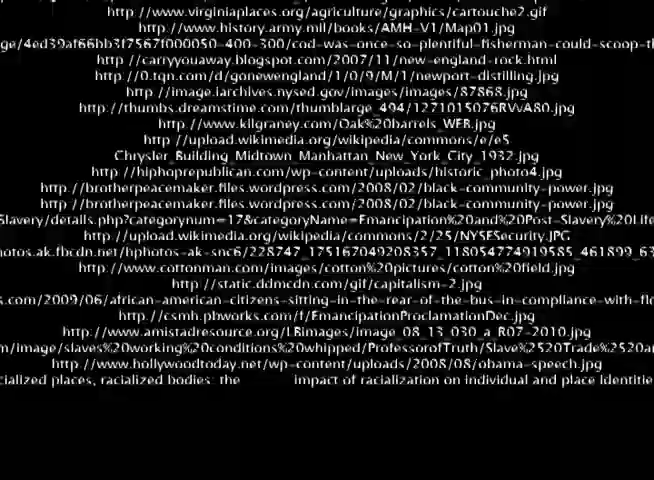 http://www.virginiaplaces.org/agriculture/graphics/cartouche2.gif
http://www.history.army.mil/books/AMH-V1/Map01.jpg
ge/4ed39af66bb3f7567f000050-400-300/cod-was-once-so-plentiful-fisherman-could-scoop-th
http://carryyouaway.blogspot.com/2007/11/new-england-rock.html
http://0.tqn.com/d/gonewengland/1/0/9/M/1/newport-distilling.jpg
http://image.iarchives.nysed.gov/images/images/87868.jpg
http://thumbs.dreamstime.com/thumblarge_494/1271015076RVvA80.jpg
http://www.kilgraney.com/Oak%20barrels_WEB.jpg
http://upload.wikimedia.org/wikipedia/commons/e/e5
Chrysler_Building_Midtown_Manhattan_New_York_City_1932.jpg
http://hiphoprepublican.com/wp-content/uploads/historic_photo4.jpg
http://brotherpeacemaker.files.wordpress.com/2008/02/black-community-power.jpg
http://brotherpeacemaker.files.wordpress.com/2008/02/black-community-power.jpg
Slavery/details.php?categorynum=17&categoryName=Emancipation%20and%20Post-Slavery%20Life
http://upload.wikimedia.org/wikipedia/commons/2/25/NYSESecurity.JPG
otos.ak.fbcdn.net/hphotos-ak-snc6/228747_175167049208357_118054774919585_461899_63
http://www.cottonman.com/images/cotton%20pictures/cotton%20field.jpg
http://static.ddmcdn.com/gif/capitalism-2.jpg
s.com/2009/06/african-american-citizens-sitting-in-the-rear-of-the-bus-in-compliance-with-flo
http://csmh.pbworks.com/f/EmancipationProclamationDec.jpg
http://www.amistadresource.org/LBimages/image_08_13_030_a_R07-2010.jpg
m/image/slaves%20working%20conditions%20whipped/ProfessorofTruth/Slave%2520Trade%2520an
http://www.hollywoodtoday.net/wp-content/uploads/2008/08/obama-speech.jpg
cialized places, racialized bodies: the impact of racialization on individual and place Identitie